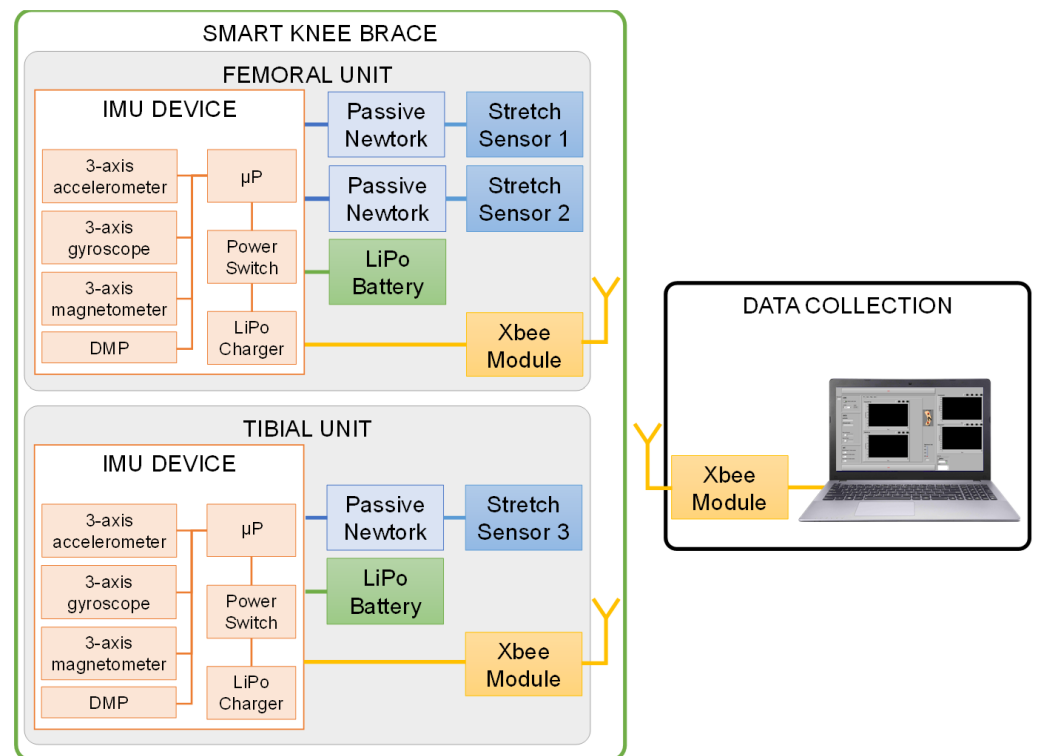 SMART KNEE BRACE
FEMORAL UNIT
IMU DEVICE
3-axis
accelerometer
3-axis
gyroscope
3-axis
magnetometer
DMP
µP
Power
Switch
LiPo
Charger
Passive
Newtork
Stretch
Sensor 1
Passive
Newtork
Stretch
Sensor 2
LiPo
Battery
Xbee
Module
TIBIAL UNIT
IMU DEVICE
3-axis
accelerometer
3-axis
gyroscope
3-axis
magnetometer
DMP
µP
Power
Switch
LiPo
Charger
Passive
Newtork
Stretch
Sensor 3
LiPo
Battery
Xbee
Module
DATA COLLECTION
Xbee
Module